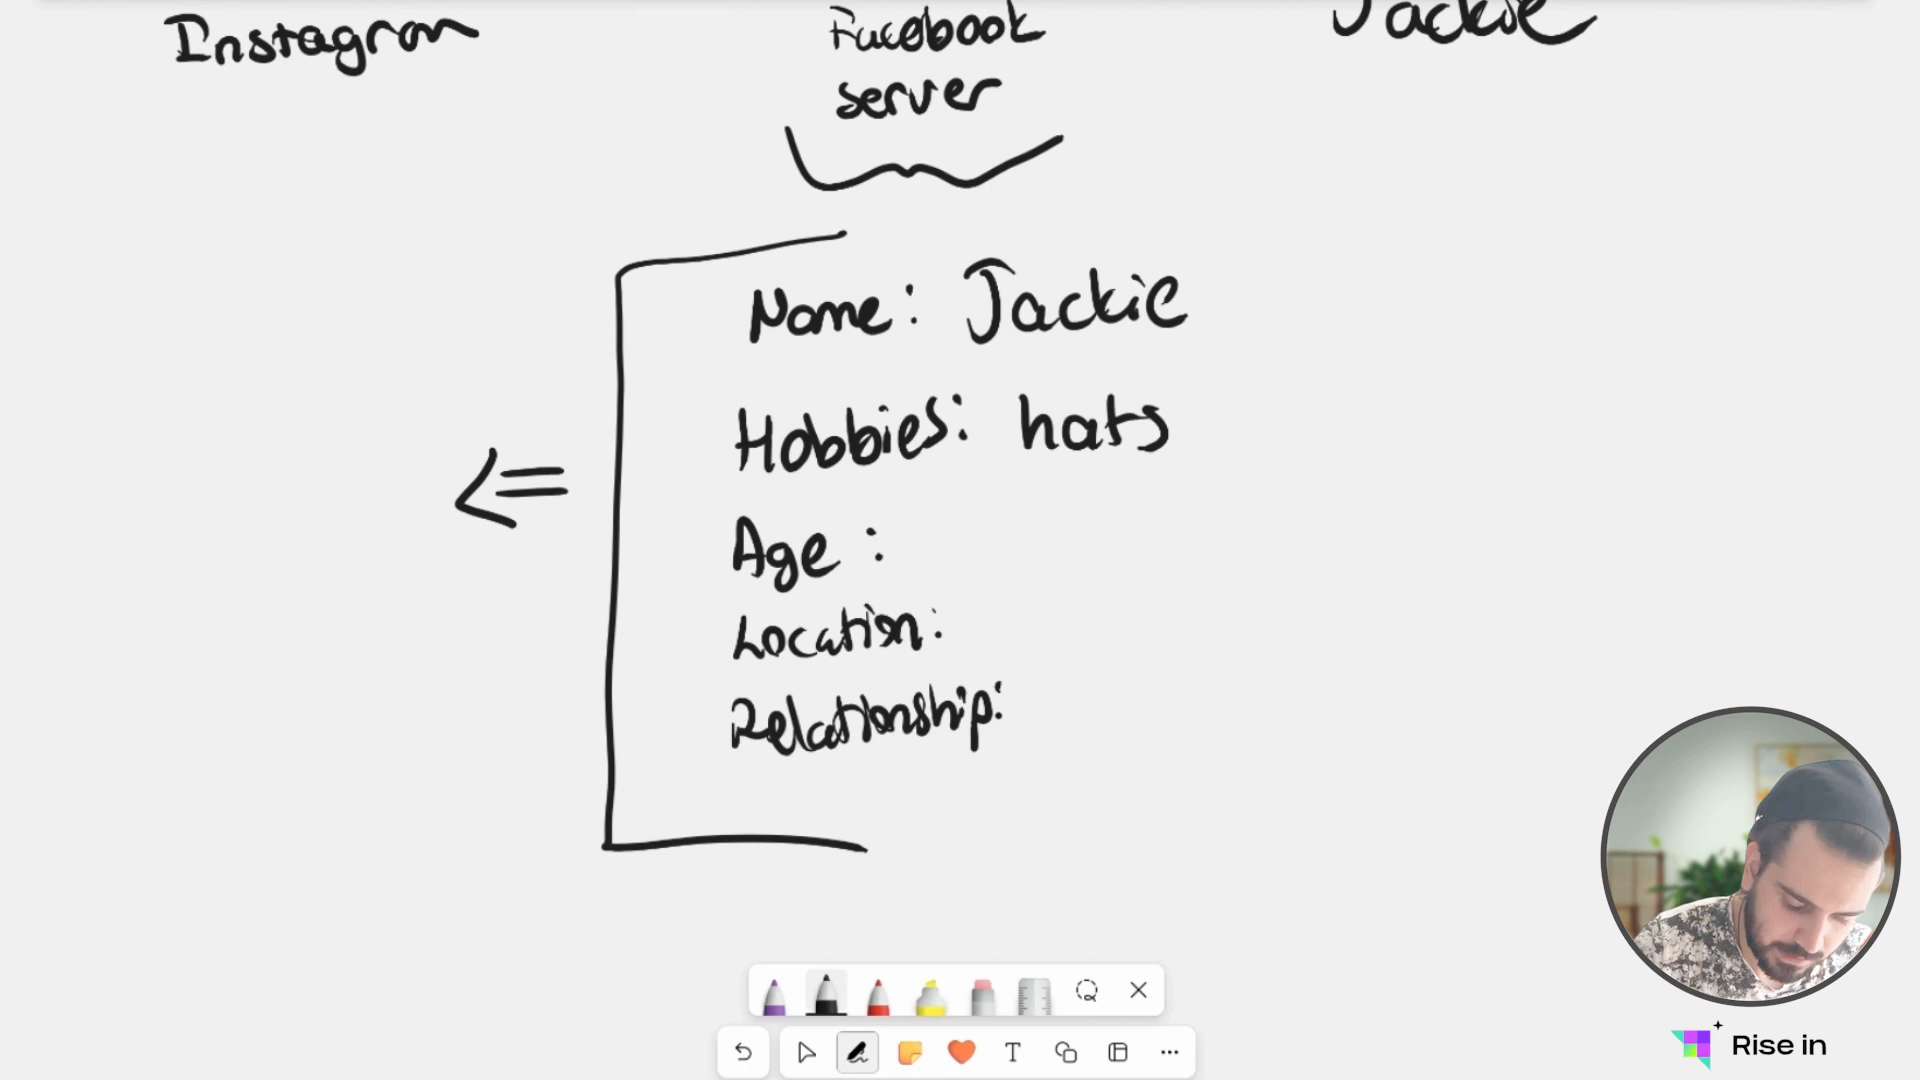 Instagram
Facebook
server
Jackie
Name: Jackie
Hobbies: hats
Age :
Location:
Relationship:
<=
T
Rise in